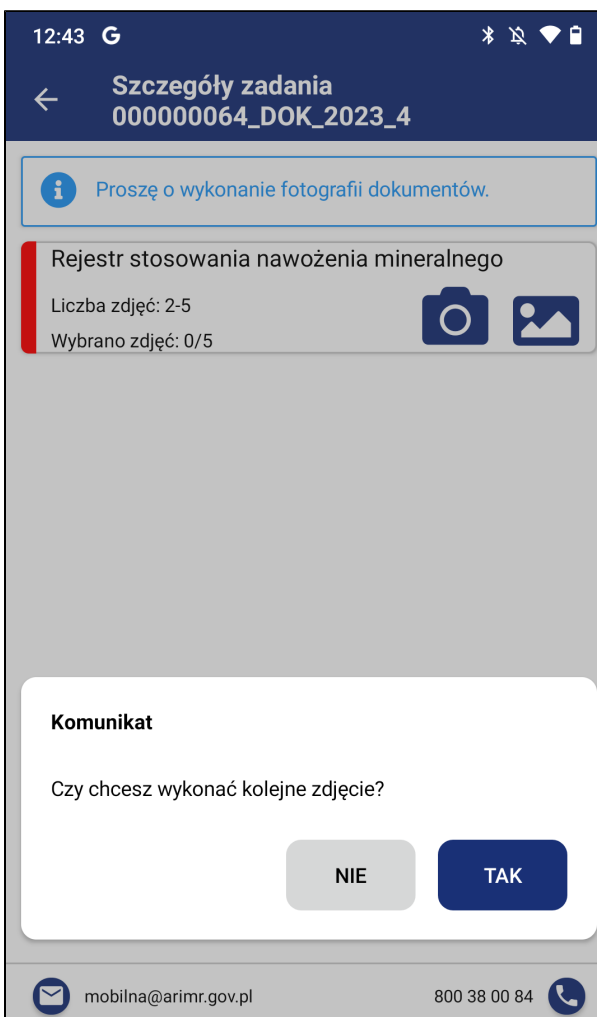 12:43 G
Szczegóły zadania
000000064_DOK_2023_4
Proszę o wykonanie fotografii dokumentów.
Rejestr stosowania nawożenia mineralnego
Liczba zdjęć: 2-5
Wybrano zdjęć: 0/5
Komunikat
Czy chcesz wykonać kolejne zdjęcie?
NIE TAK
mobilna@arimr.gov.pl 800 38 00 84